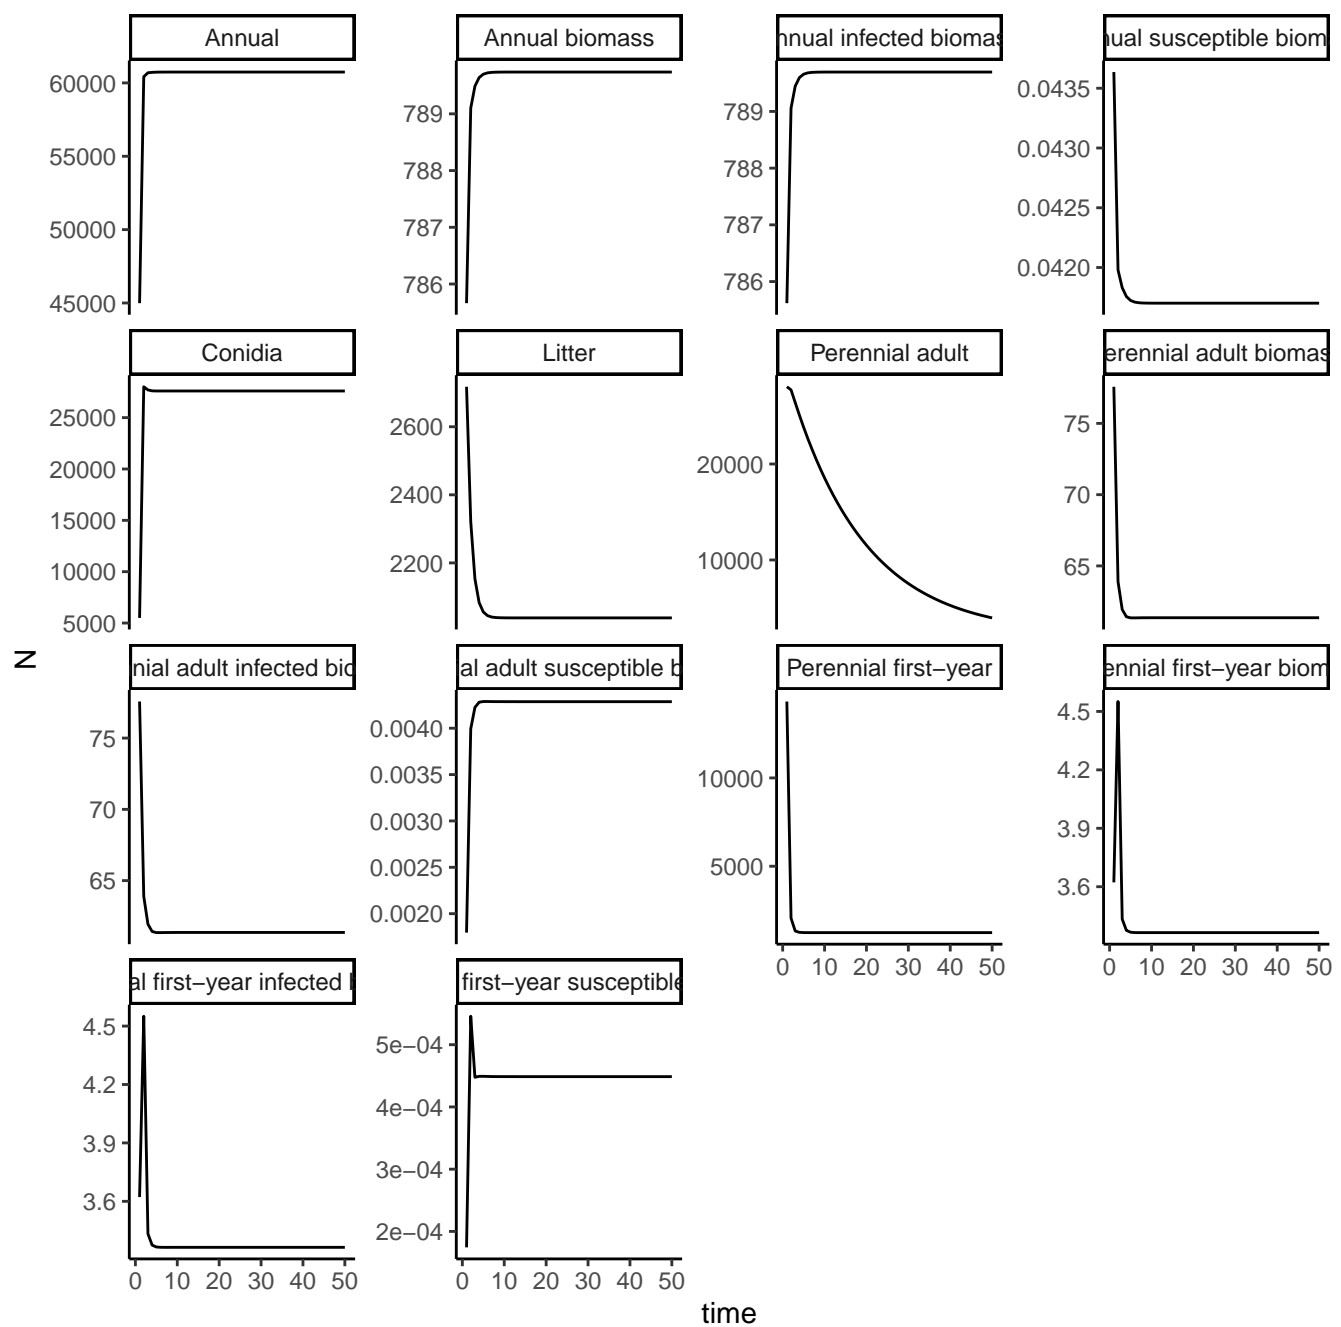 Annual
Annual biomass
nnual infected biomas
nual susceptible biom
60000
55000
50000
45000
789
788
787
786
789
788
787
786
0.0435
0.0430
0.0425
0.0420
Conidia
Litter
Perennial adult
erennial adult biomas
25000
20000
15000
10000
5000
2600
2400
2200
20000
10000
75
70
65
N
nial adult infected bio
al adult susceptible b
Perennial first−year
ennial first−year biom
75
70
65
0.0040
0.0035
0.0030
0.0025
0.0020
10000
5000
0 10 20 30 40 50
4.5
4.2
3.9
3.6
0 10 20 30 40 50
al first−year infected b
first−year susceptible
4.5
4.2
3.9
3.6
0 10 20 30 40 50
5e−04
4e−04
3e−04
2e−04
0 10 20 30 40 50
time